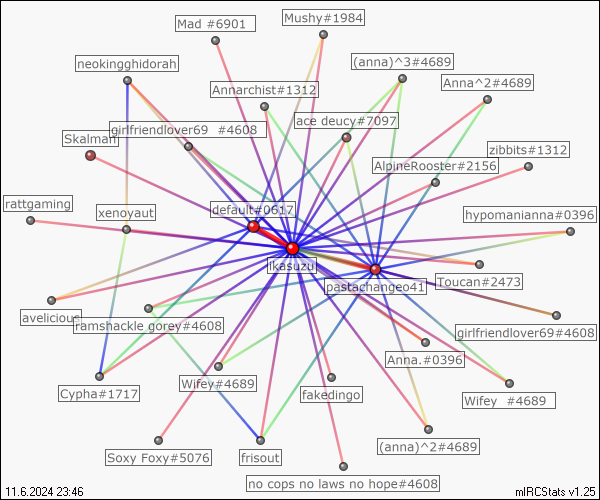 Mad #6901
Mushy#1984
neokingghidorah
(anna)^3#4689
Annarchist#1312
Anna^2#4689
ace deucy#7097
girlfriendlover69 #4608
Skalman
zibbits#1312
AlpineRooster#2156
rattgaming
xenoyaut
default#0617
hypomanianna#0396
ikasuzu
pastachangeo41
Toucan#2473
avelicious
ramshackle gorey#4608
girlfriendlover69#4608
Anna.#0396
Cypha#1717
Wifey#4689
fakedingo
Wifey #4689
Soxy Foxy#5076
frisout
(anna)^2#4689
no cops no laws no hope#4608
11.6.2024 23:46
mIRCStats v1.25